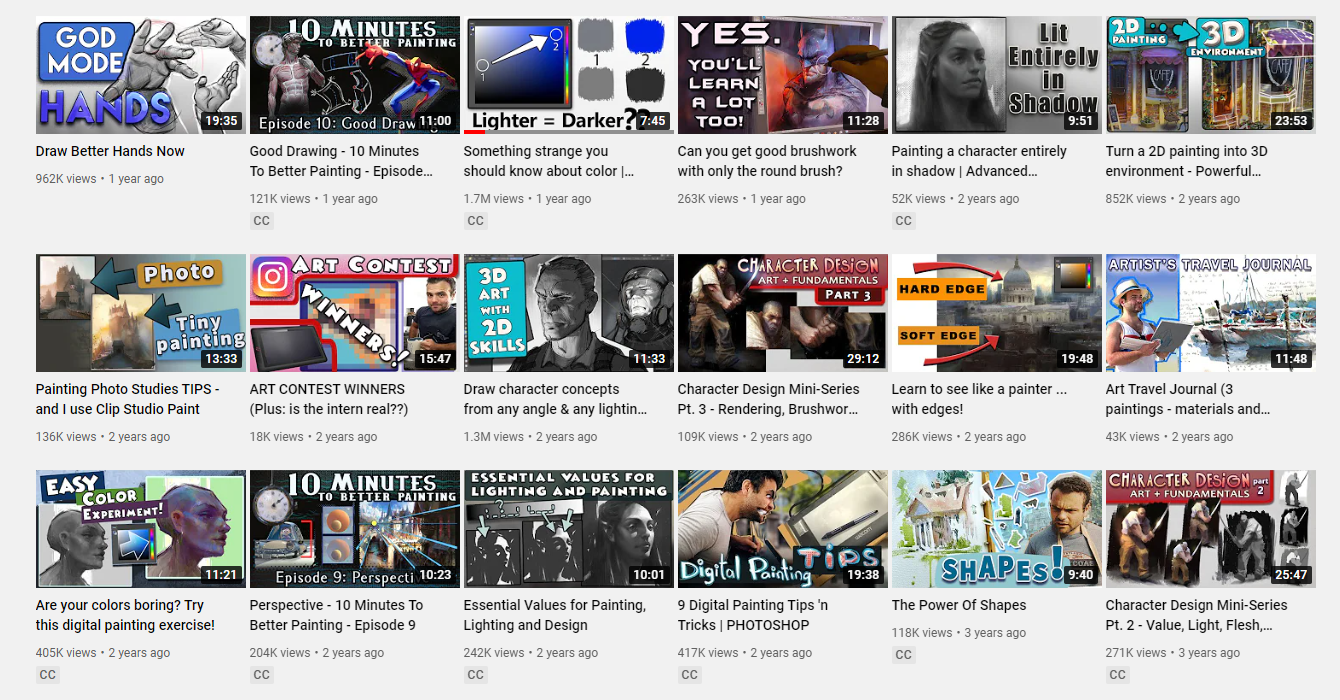 GOD
MODE
HANDS
19:35
Draw Better Hands Now
962K views • 1 year ago
10 MINUTES
TO BETTER PAINTING
Episode 10: Good Draw
11:00
Good Drawing - 10 Minutes
To Better Painting - Episode...
121K views • 1 year ago
CC
1
2
1
2
Lighter = Darker??
7:45
Something strange you
should know about color |...
1.7M views • 1 year ago
CC
YES.
YOU'LL
LEARN
A LOT
TOO!
11:28
Can you get good brushwork
with only the round brush?
263K views • 1 year ago
Lit
Entirely
in
Shadow
9:51
Painting a character entirely
in shadow | Advanced...
52K views • 2 years ago
CC
2D
PAINTING
3D
ENVIRONMENT
CAFE
CAFE
23:53
Turn a 2D painting into 3D
environment - Powerful...
852K views • 2 years ago
Photo
Tiny
painting
13:33
Painting Photo Studies TIPS -
and I use Clip Studio Paint
136K views • 2 years ago
ART CONTEST
WINNERS!
15:47
ART CONTEST WINNERS
(Plus: is the intern real??)
18K views • 2 years ago
3D
ART
WITH
2D
SKILLS
11:33
Draw character concepts
from any angle & any lightin...
1.3M views • 2 years ago
CHARACTER DESIGN
ART + FUNDAMENTALS
PART 3
29:12
Character Design Mini-Series
Pt. 3 - Rendering, Brushwor...
109K views • 2 years ago
HARD EDGE
SOFT EDGE
19:48
Learn to see like a painter ...
with edges!
286K views • 2 years ago
ARTIST'S TRAVEL JOURNAL
11:48
Art Travel Journal (3
paintings - materials and...
43K views • 2 years ago
EASY
COLOR
EXPERIMENT!
11:21
Are your colors boring? Try
this digital painting exercise!
405K views • 2 years ago
CC
10 MINUTES
TO BETTER PAINTING
Episode 9: Perspecti
10:23
Perspective - 10 Minutes To
Better Painting - Episode 9
204K views • 2 years ago
CC
ESSENTIAL VALUES FOR
LIGHTING AND PAINTING
10:01
Essential Values for Painting,
Lighting and Design
242K views • 2 years ago
CC
wacom
Digital Painting TIPS
19:38
9 Digital Painting Tips 'n
Tricks | PHOTOSHOP
417K views • 2 years ago
CC
SHAPES!
9:40
The Power Of Shapes
118K views • 3 years ago
CC
CHARACTER DESIGN part
2
ART + FUNDAMENTALS
25:47
Character Design Mini-Series
Pt. 2 - Value, Light, Flesh,...
271K views • 3 years ago
CC